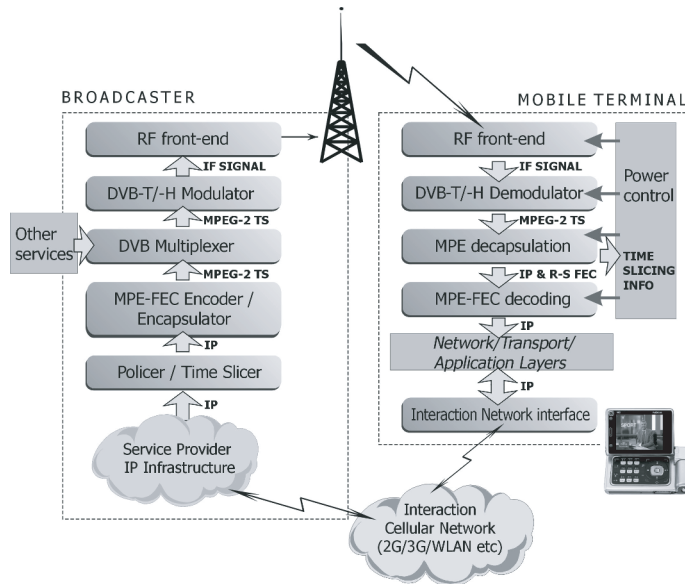 BROADCASTER
RF front-end
IF SIGNAL
DVB-T/-H Modulator
MPEG-2 TS
Other
services
DVB Multiplexer
MPEG-2 TS
MPE-FEC Encoder /
Encapsulator
IP
Policer / Time Slicer
IP
Service Provider
IP Infrastructure
MOBILE TERMINAL
RF front-end
IF SIGNAL
DVB-T/-H Demodulator
MPEG-2 TS
MPE decapsulation
IP & R-S FEC
MPE-FEC decoding
IP
Network/Transport/
Application Layers
IP
Interaction Network interface
Power
control
TIME
SLICING
INFO
Interaction
Cellular Network
(2G/3G/WLAN etc)